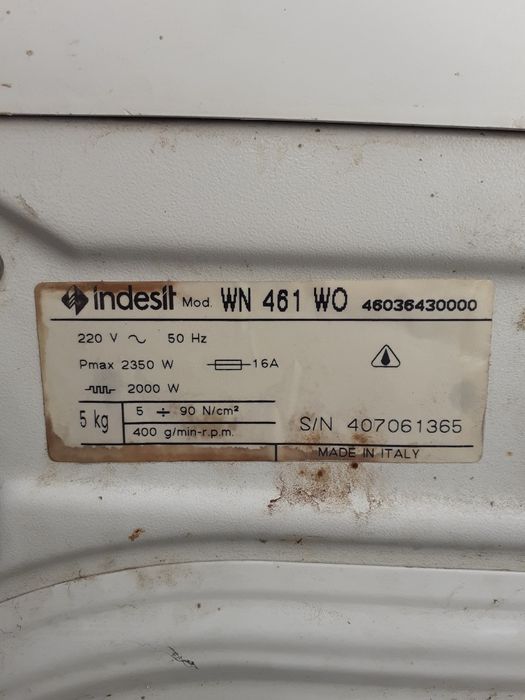 indesit Mod. WN 461 WO 46036430000
220 V ~ 50 Hz
Pmax 2350 W 16A
2000 W
5 kg 5 ÷ 90 N/cm²
400 g/min-r.p.m.
S/N 407061365
MADE IN ITALY